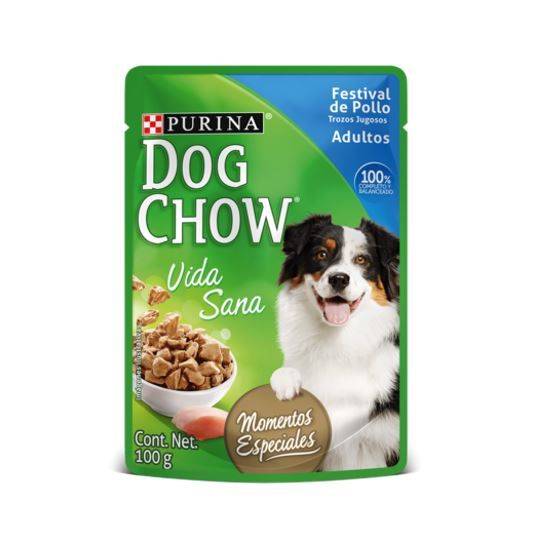 Festival
de Pollo
Trozos Jugosos
Adultos
PURINA®
DOG
CHOW®
100%
COMPLETO Y
BALANCEADO
Vida
Sana
Momentos
Especiales
Cont. Net.
100 g